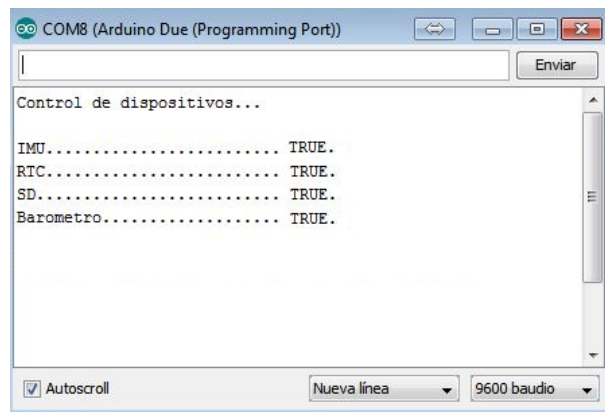 COM8 (Arduino Due (Programming Port))
Enviar
Control de dispositivos...
IMU......................... TRUE.
RTC......................... TRUE.
SD.......................... TRUE.
Barometro................... TRUE.
Autoscroll
Nueva línea
9600 baudio